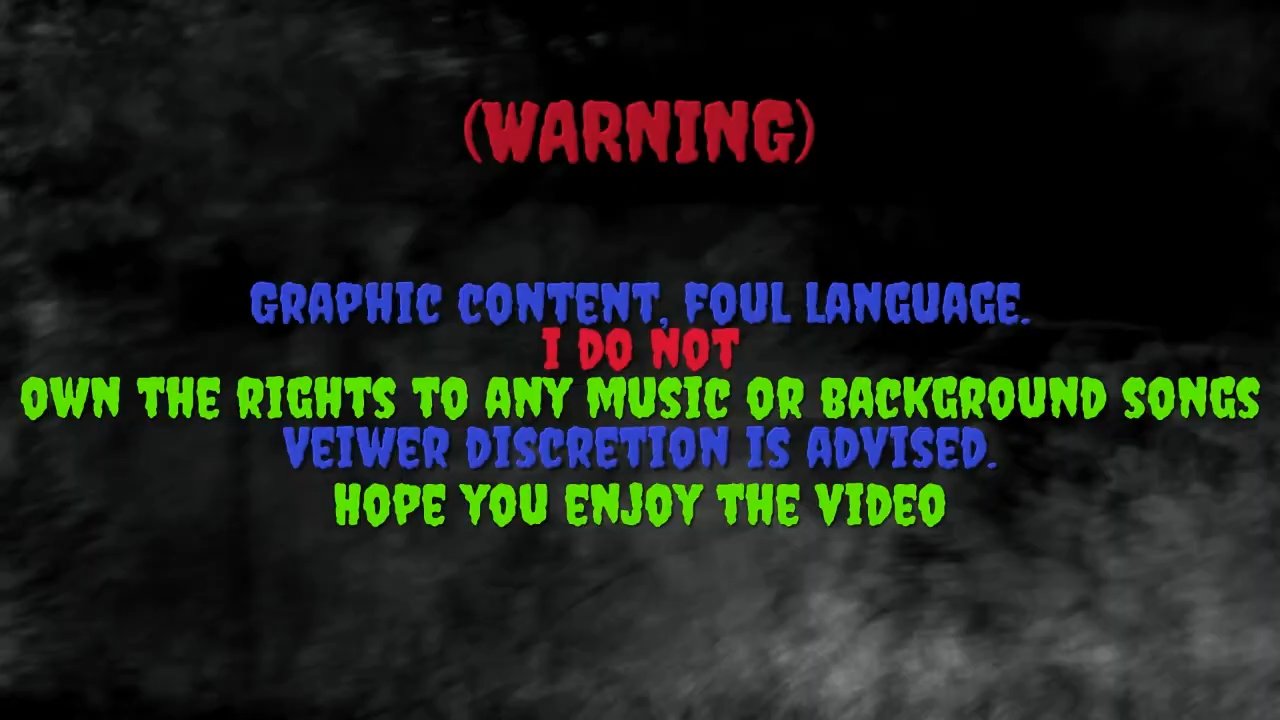 (WARNING)
GRAPHIC CONTENT, FOUL LANGUAGE.
I DO NOT
OWN THE RIGHTS TO ANY MUSIC OR BACKGROUND SONGS
VEIWER DISCRETION IS ADVISED.
HOPE YOU ENJOY THE VIDEO